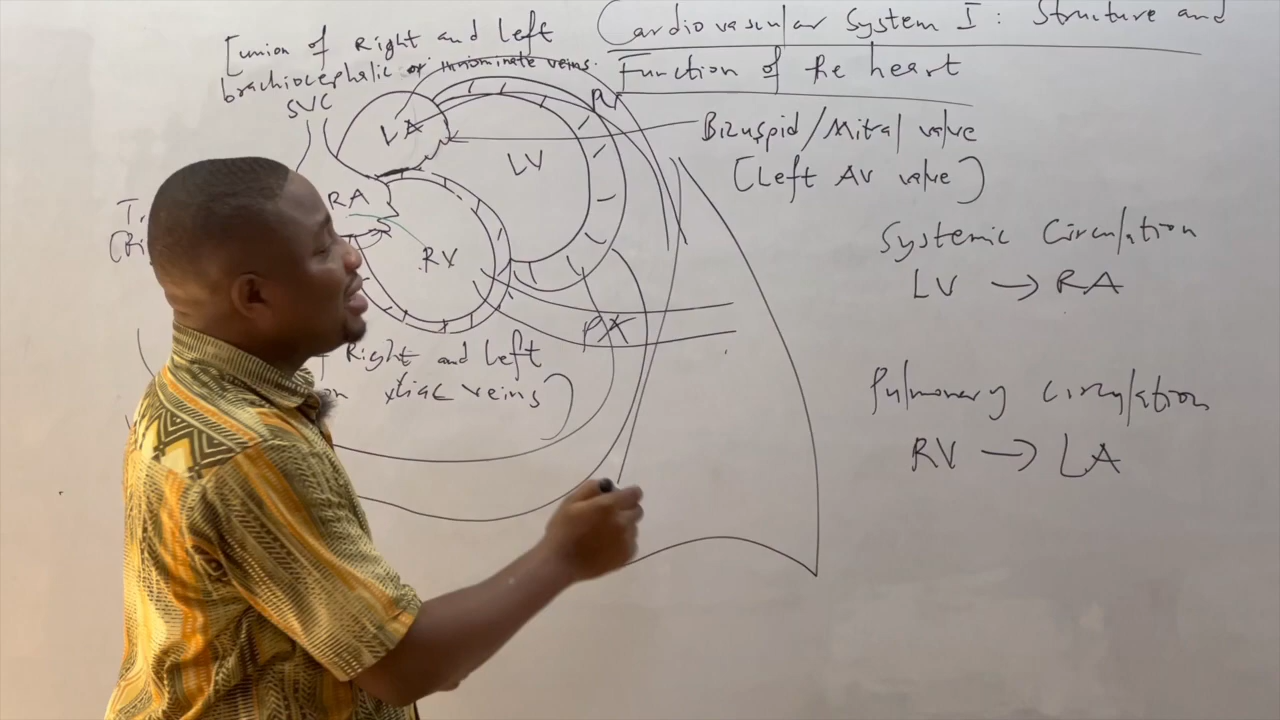 Cardiovascular System I: Structure and
Function of the heart
[union of Right and Left
brachiocephalic or innominate veins.
SVC
LA
LV
PV
RA
RV
PA
Bicuspid/Mitral valve
(Left AV valve)
Systemic Circulation
LV → RA
Pulmonary circulation
RV → LA
Right and Left
iliac veins)